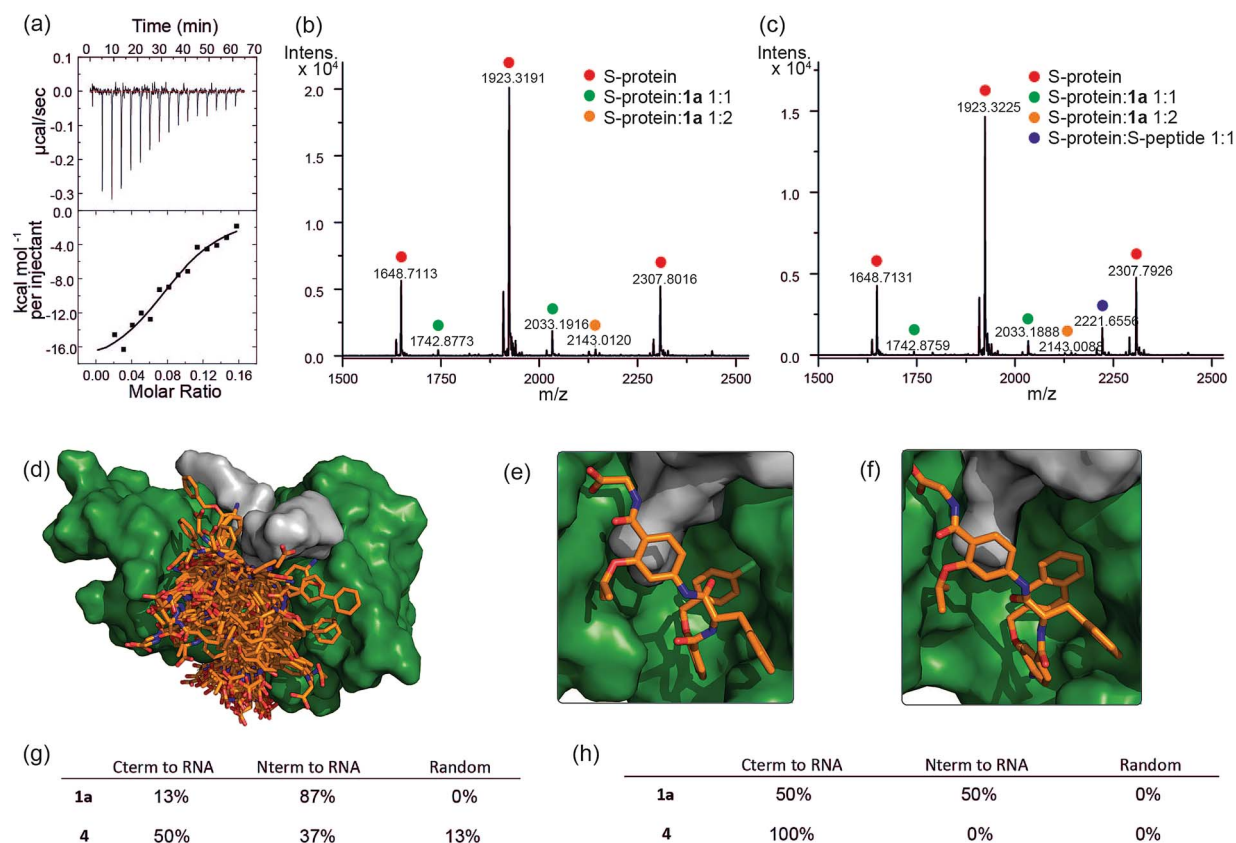 (a)
Time (min)
0 10 20 30 40 50 60 70
0.1
0.0
-0.1
-0.2
-0.3
µcal/sec
0.0
-4.0
-8.0
-12.0
-16.0
kcal mol⁻¹
per injectant
0.00 0.04 0.08 0.12 0.16
Molar Ratio
(b)
Intens.
x 10⁴
2.0
1.5
1.0
0.5
0.0
1923.3191
1648.7113
1742.8773
2033.1916
2143.0120
2307.8016
S-protein
S-protein:1a 1:1
S-protein:1a 1:2
1500 1750 2000 2250 2500
m/z
(c)
Intens.
x 10⁴
1.5
1.0
0.5
0.0
1923.3225
1648.7131
1742.8759
2033.1888
2143.0088
2221.6556
2307.7926
S-protein
S-protein:1a 1:1
S-protein:1a 1:2
S-protein:S-peptide 1:1
1500 1750 2000 2250 2500
m/z
(d)
(e)
(f)
(g)
Cterm to RNA Nterm to RNA Random
1a 13% 87% 0%
4 50% 37% 13%
(h)
Cterm to RNA Nterm to RNA Random
1a 50% 50% 0%
4 100% 0% 0%